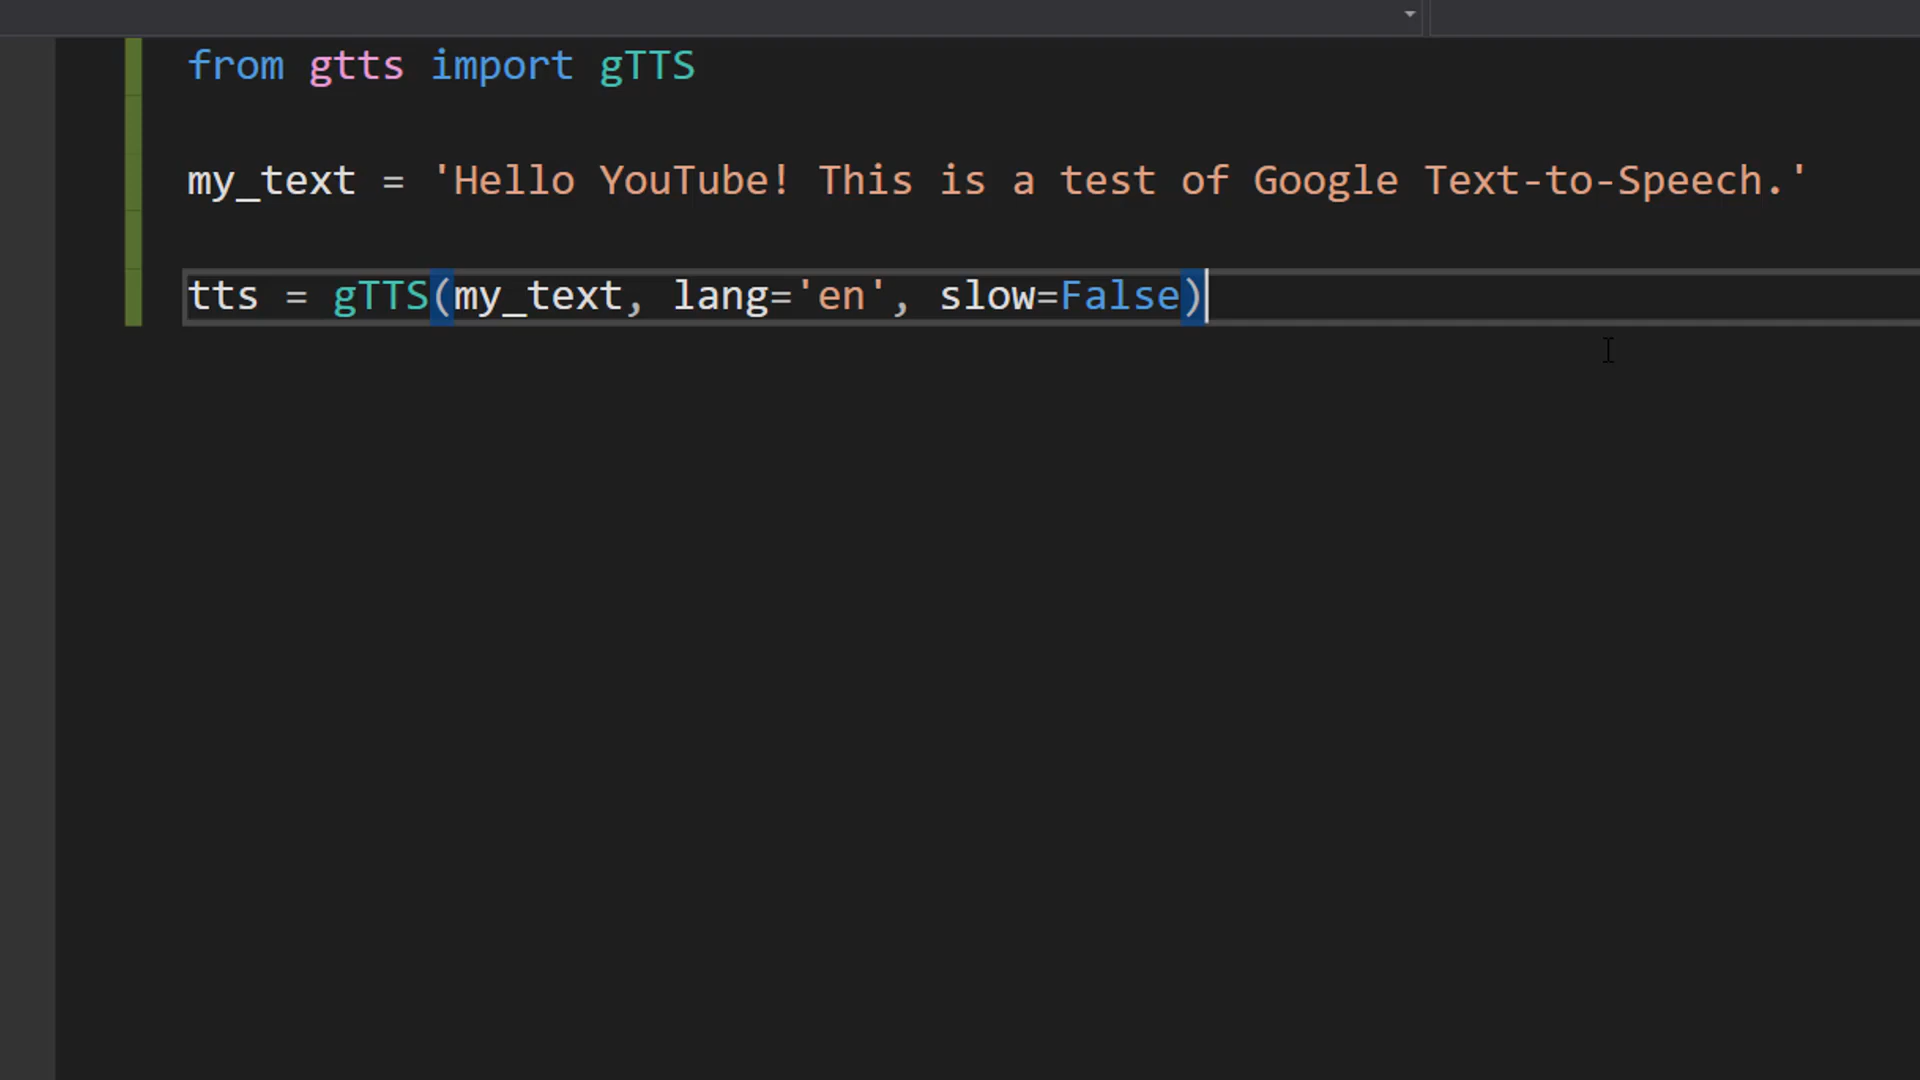 from gtts import gTTS
my_text = 'Hello YouTube! This is a test of Google Text-to-Speech.'
tts = gTTS(my_text, lang='en', slow=False)